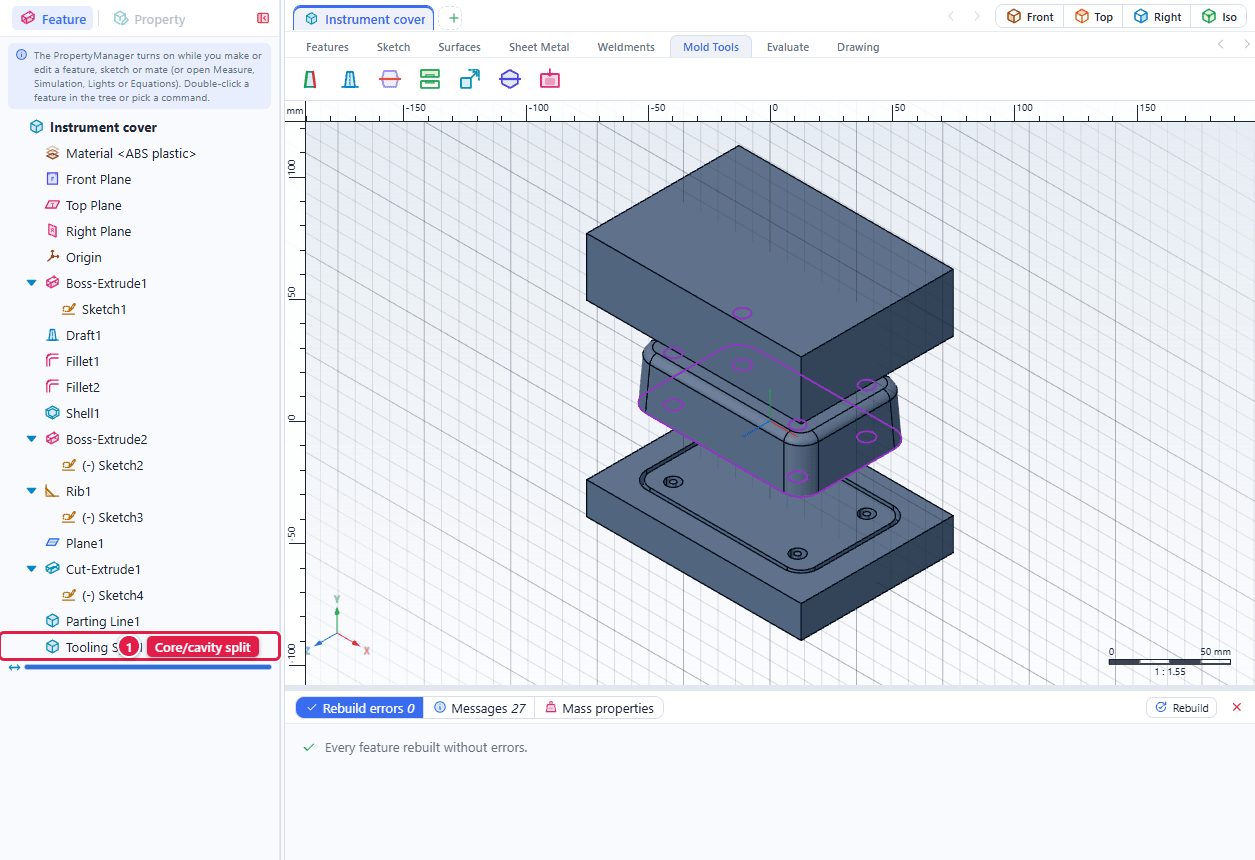 Feature
Property
Instrument cover
+
Front
Top
Right
Iso
Features
Sketch
Surfaces
Sheet Metal
Weldments
Mold Tools
Evaluate
Drawing
The PropertyManager turns on while you make or
edit a feature, sketch or mate (or open Measure,
Simulation, Lights or Equations). Double-click a
feature in the tree or pick a command.
Instrument cover
Material <ABS plastic>
Front Plane
Top Plane
Right Plane
Origin
Boss-Extrude1
Sketch1
Draft1
Fillet1
Fillet2
Shell1
Boss-Extrude2
(-) Sketch2
Rib1
(-) Sketch3
Plane1
Cut-Extrude1
(-) Sketch4
Parting Line1
Tooling
1
Core/cavity split
mm
-150
-100
-50
0
50
100
150
100
50
0
-50
-100
Y
X
Z
0
50 mm
1 : 1.55
Rebuild errors 0
Messages 27
Mass properties
Rebuild
Every feature rebuilt without errors.